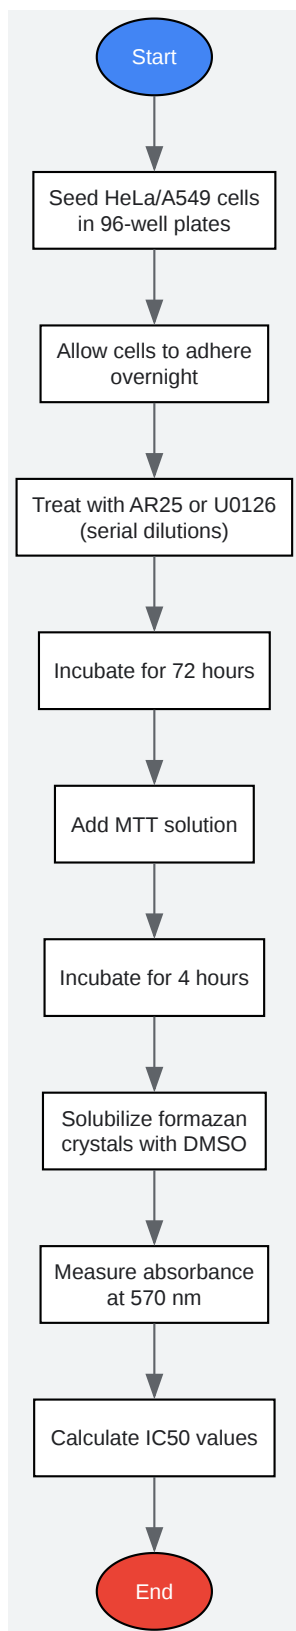 Start
Seed HeLa/A549 cells
in 96-well plates
Allow cells to adhere
overnight
Treat with AR25 or U0126
(serial dilutions)
Incubate for 72 hours
Add MTT solution
Incubate for 4 hours
Solubilize formazan
crystals with DMSO
Measure absorbance
at 570 nm
Calculate IC50 values
End